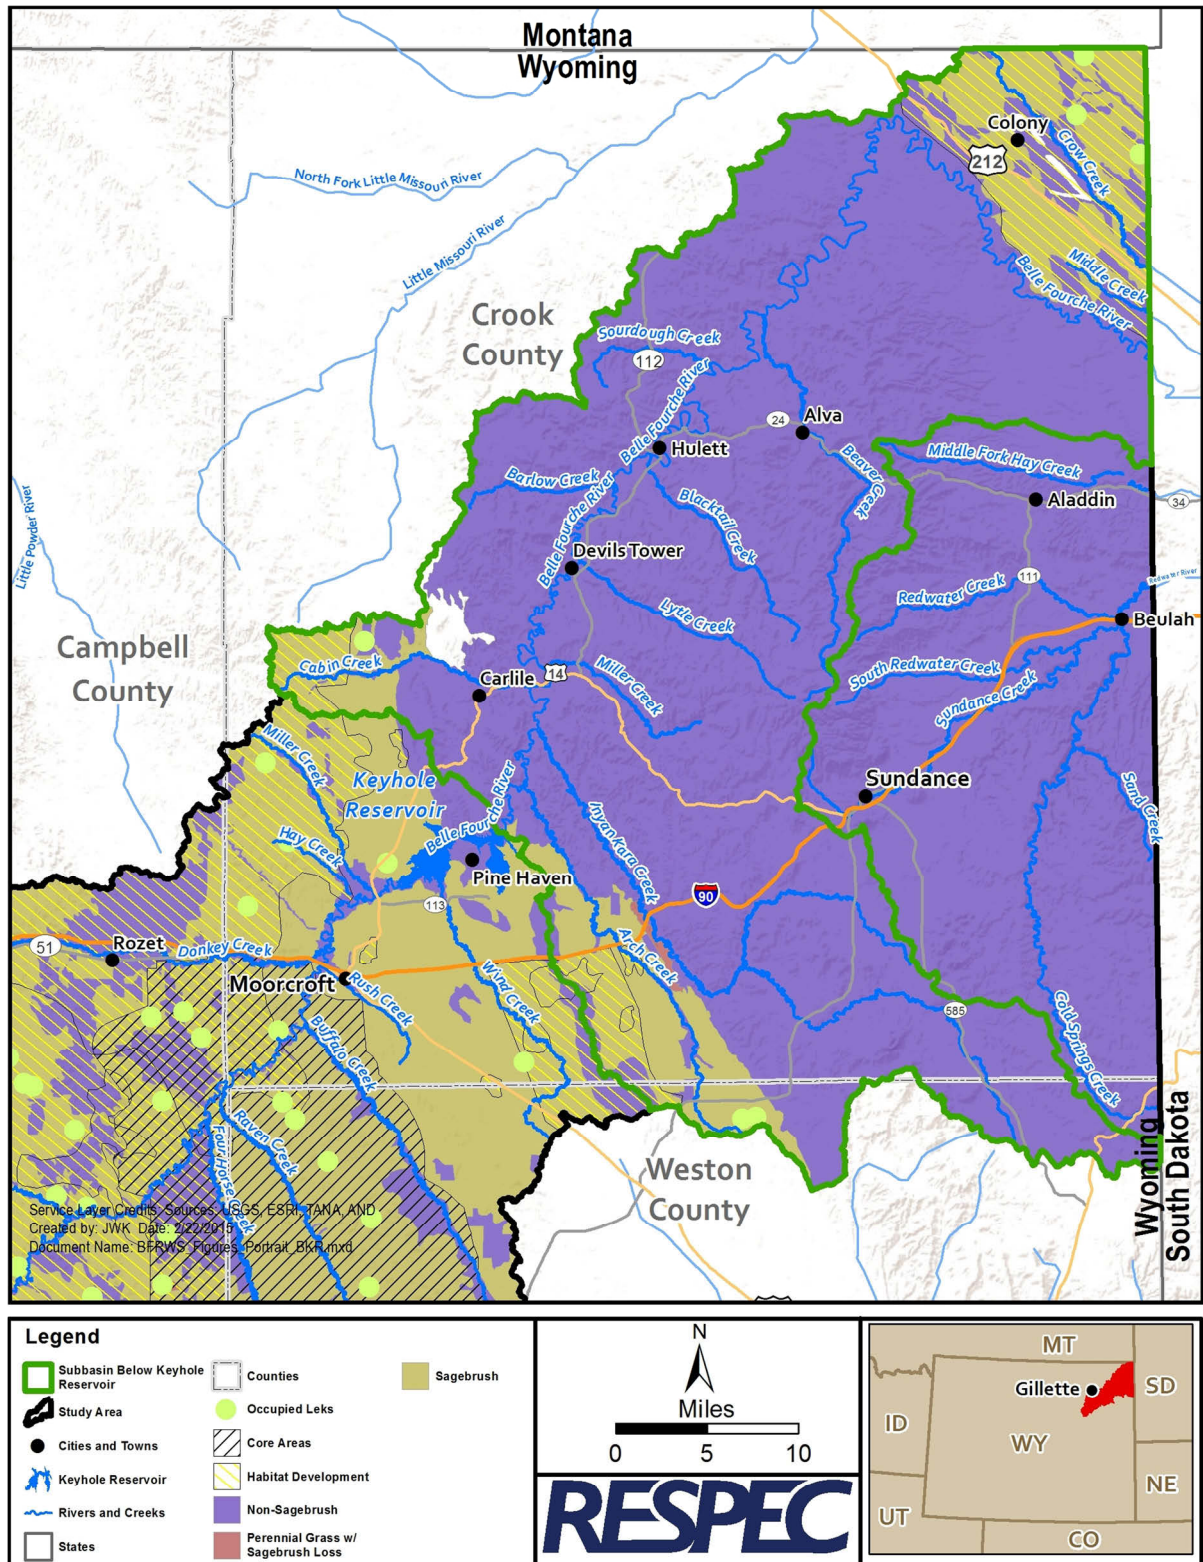 Montana
Wyoming
Colony
Crow Creek
212
North Fork Little Missouri River
Little Missouri River
Middle Creek
Belle Fourche River
Crook
County
Sourdough Creek
112
Belle Fourche River
24
Alva
Hulett
Beaver Creek
Middle Fork Hay Creek
Barlow Creek
Blacktail Creek
Aladdin
34
Little Powder River
Belle Fourche River
Devils Tower
Redwater Creek
111
Redwater River
Lytle Creek
Beulah
Campbell
County
Cabin Creek
Carlile
14
Miller Creek
South Redwater Creek
Sundance Creek
Miller Creek
Keyhole
Reservoir
Belle Fourche River
Sundance
Sand Creek
Hay Creek
Inyan Kara Creek
Pine Haven
90
113
51
Rozet
Donkey Creek
Moorcroft
Rush Creek
Wind Creek
Arch Creek
585
Cold Springs Creek
Buffalo Creek
Raven Creek
Four Horse Creek
Weston
County
Wyoming
South Dakota
Service Layer Credits: Sources: USGS, ESRI, TANA, AND
Created by: JWK Date: 2/22/2015
Document Name: BFRWS_Figures_Portrait_BKR.mxd
Legend
Subbasin Below Keyhole
Reservoir
Study Area
Cities and Towns
Keyhole Reservoir
Rivers and Creeks
States
Counties
Occupied Leks
Core Areas
Habitat Development
Non-Sagebrush
Perennial Grass w/
Sagebrush Loss
Sagebrush
N
Miles
0 5 10
RESPEC
MT
Gillette
SD
ID
WY
NE
UT
CO